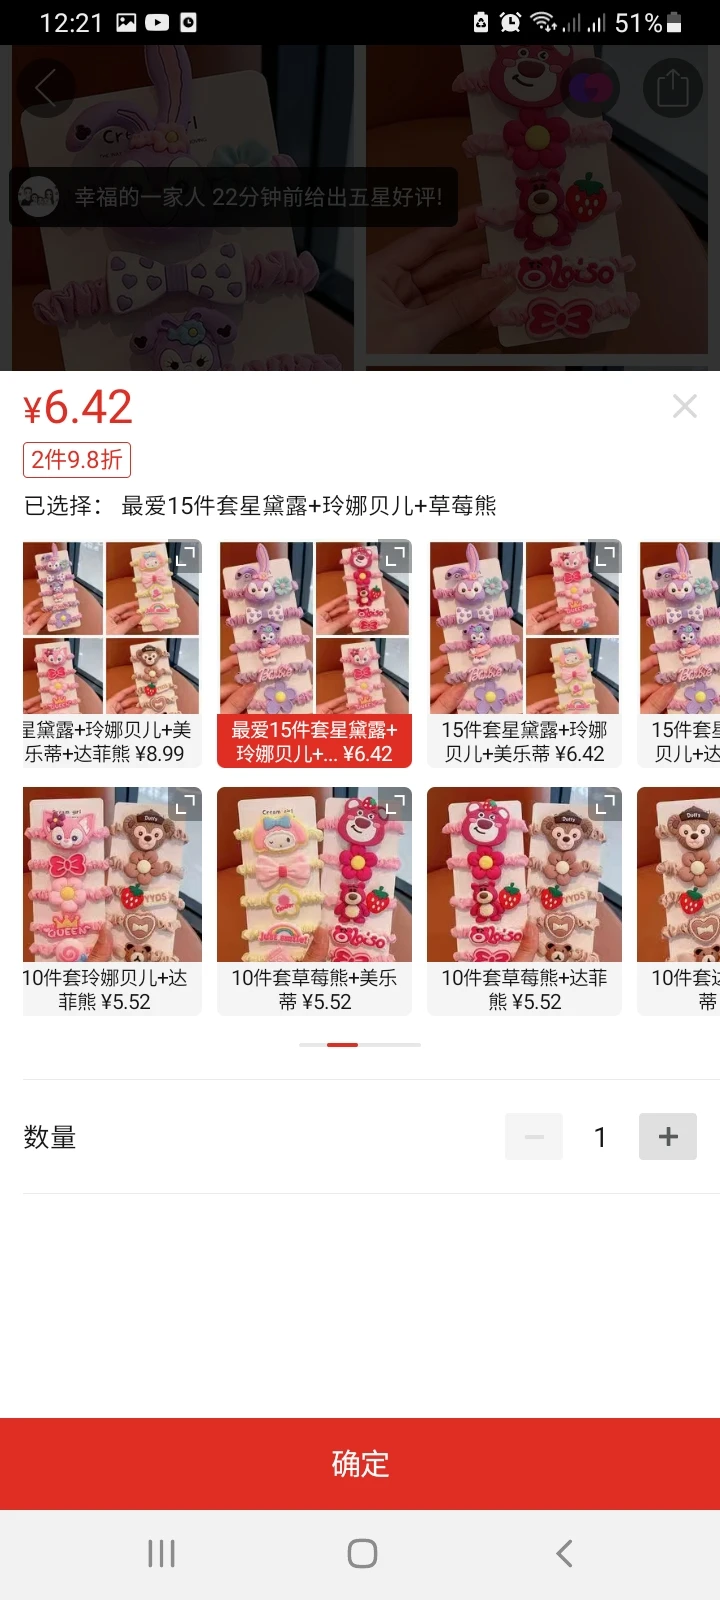 12:21
51%
幸福的一家人 22分钟前给出五星好评!
¥6.42
2件9.8折
已选择： 最爱15件套星黛露+玲娜贝儿+草莓熊
星黛露+玲娜贝儿+美
乐蒂+达菲熊 ¥8.99
最爱15件套星黛露+
玲娜贝儿+... ¥6.42
15件套星黛露+玲娜
贝儿+美乐蒂 ¥6.42
15件套星
贝儿+达
10件套玲娜贝儿+达
菲熊 ¥5.52
10件套草莓熊+美乐
蒂 ¥5.52
10件套草莓熊+达菲
熊 ¥5.52
10件套达
蒂
数量
1
确定